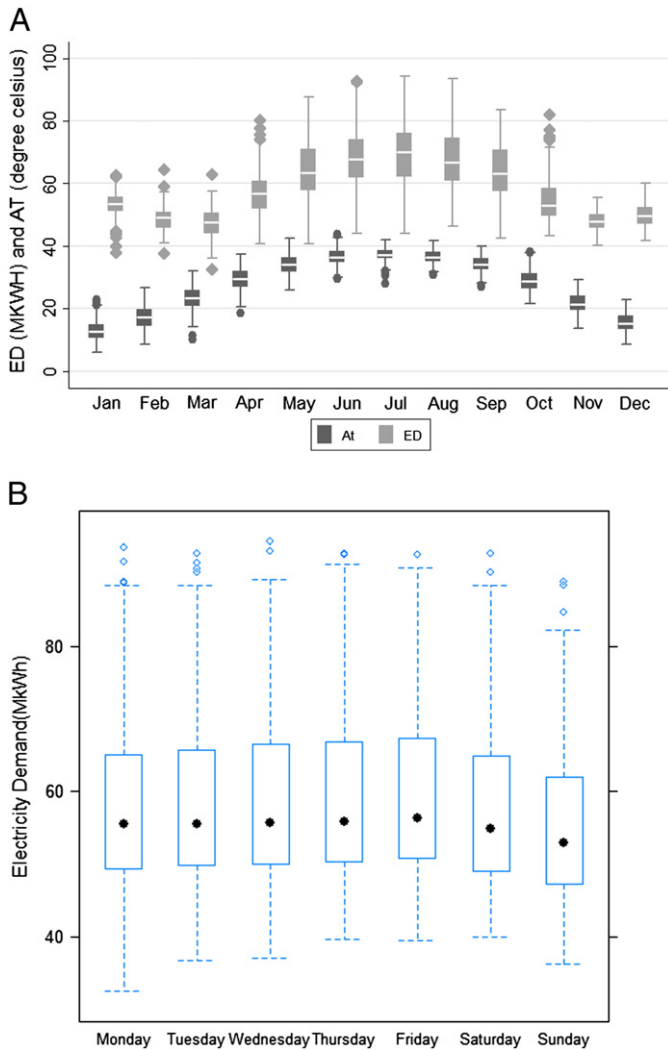 A
ED (MKWH) and AT (degree celsius)
100
80
60
40
20
0
Jan Feb Mar Apr May Jun Jul Aug Sep Oct Nov Dec
At ED
B
Electricity Demand(MkWh)
80
60
40
Monday Tuesday Wednesday Thursday Friday Saturday Sunday